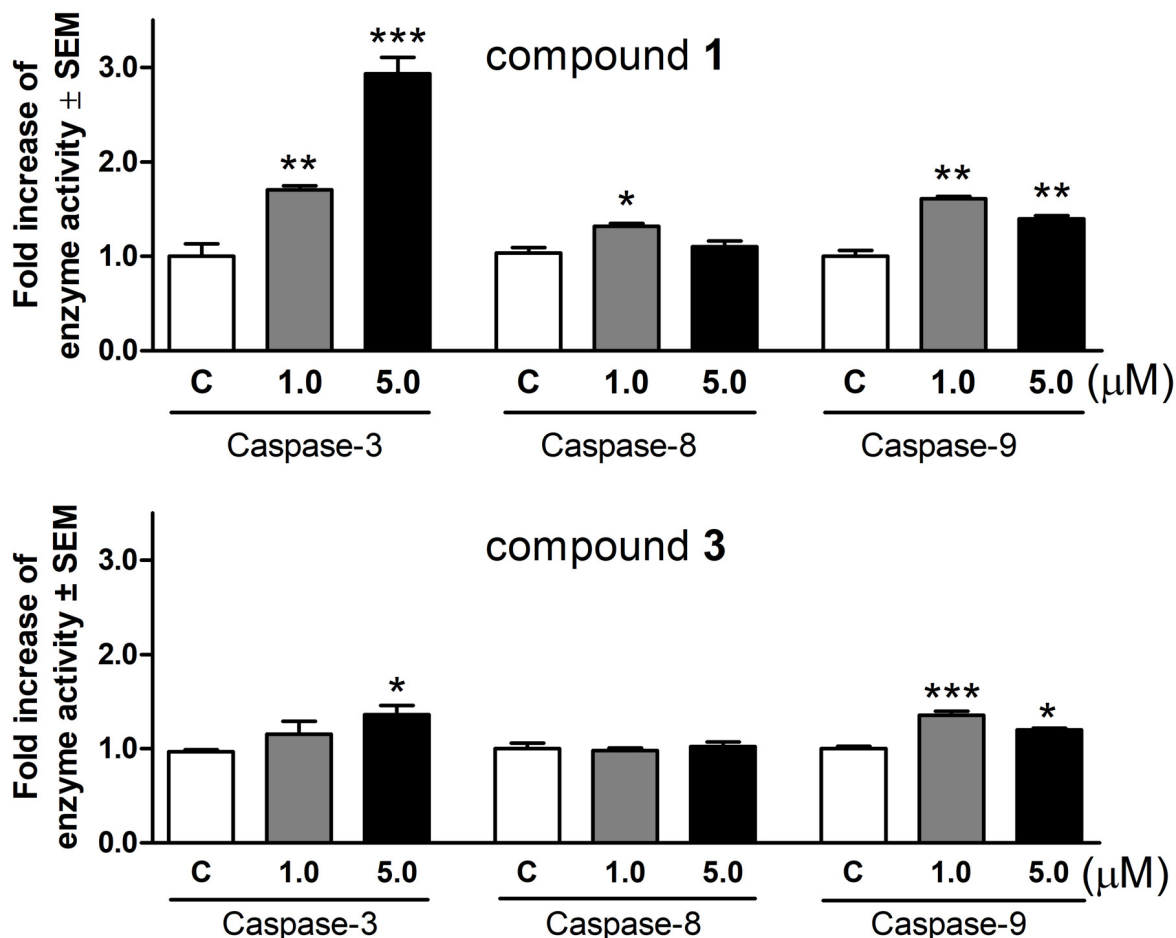 Fold increase of
enzyme activity ± SEM
compound 1
3.0
2.0
1.0
0.0
***
**
*
**
**
C 1.0 5.0 C 1.0 5.0 C 1.0 5.0 (μM)
Caspase-3 Caspase-8 Caspase-9
Fold increase of
enzyme activity ± SEM
compound 3
3.0
2.0
1.0
0.0
*
***
*
C 1.0 5.0 C 1.0 5.0 C 1.0 5.0 (μM)
Caspase-3 Caspase-8 Caspase-9